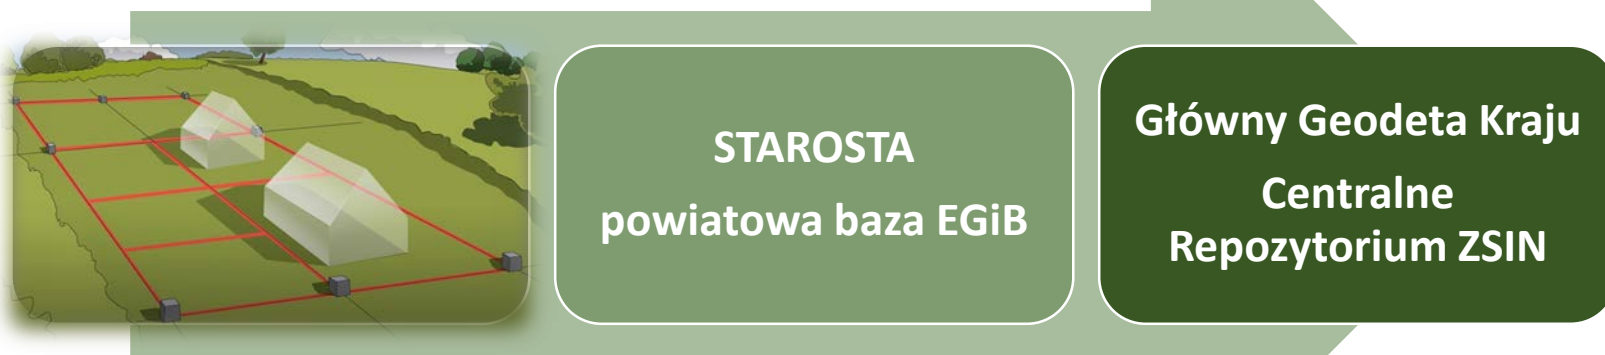 STAROSTA
powiatowa baza EGiB
Główny Geodeta Kraju
Centralne
Repozytorium ZSIN